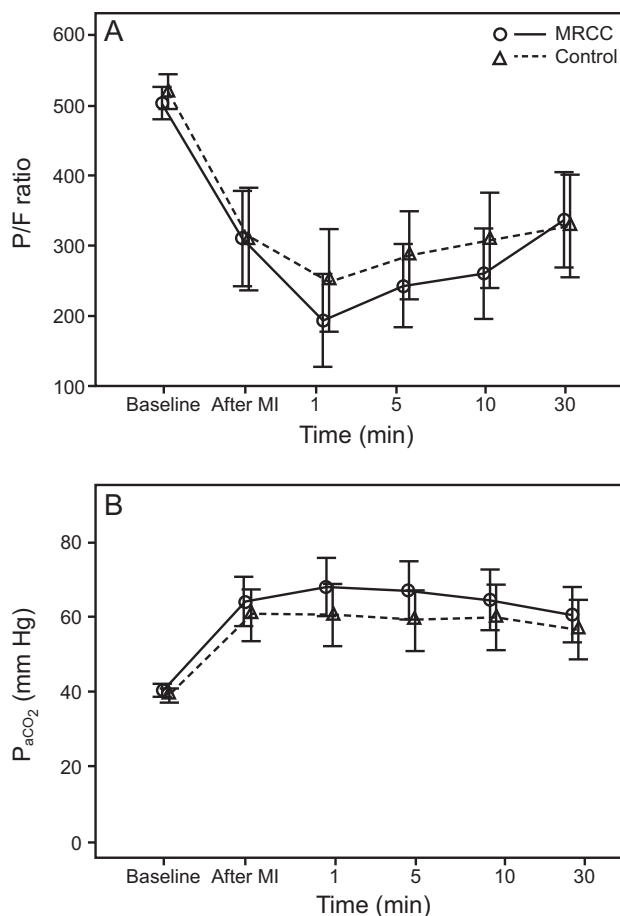 A
MRCC
Control
600
500
400
300
200
100
P/F ratio
Baseline After MI 1 5 10 30
Time (min)
B
80
60
40
20
0
PaCO2 (mm Hg)
Baseline After MI 1 5 10 30
Time (min)